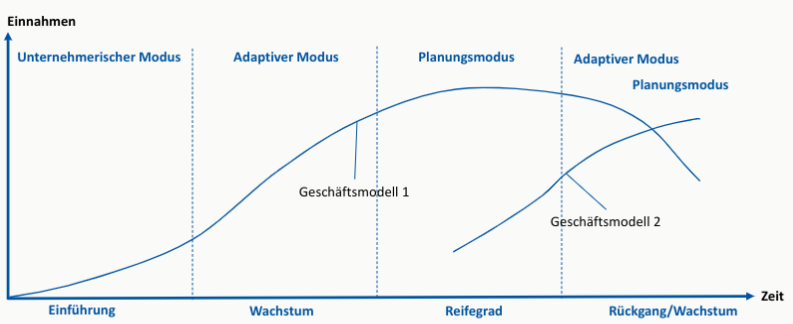 Einnahmen
Unternehmerischer Modus
Adaptiver Modus
Planungsmodus
Adaptiver Modus
Planungsmodus
Geschäftsmodell 1
Geschäftsmodell 2
Zeit
Einführung
Wachstum
Reifegrad
Rückgang/Wachstum